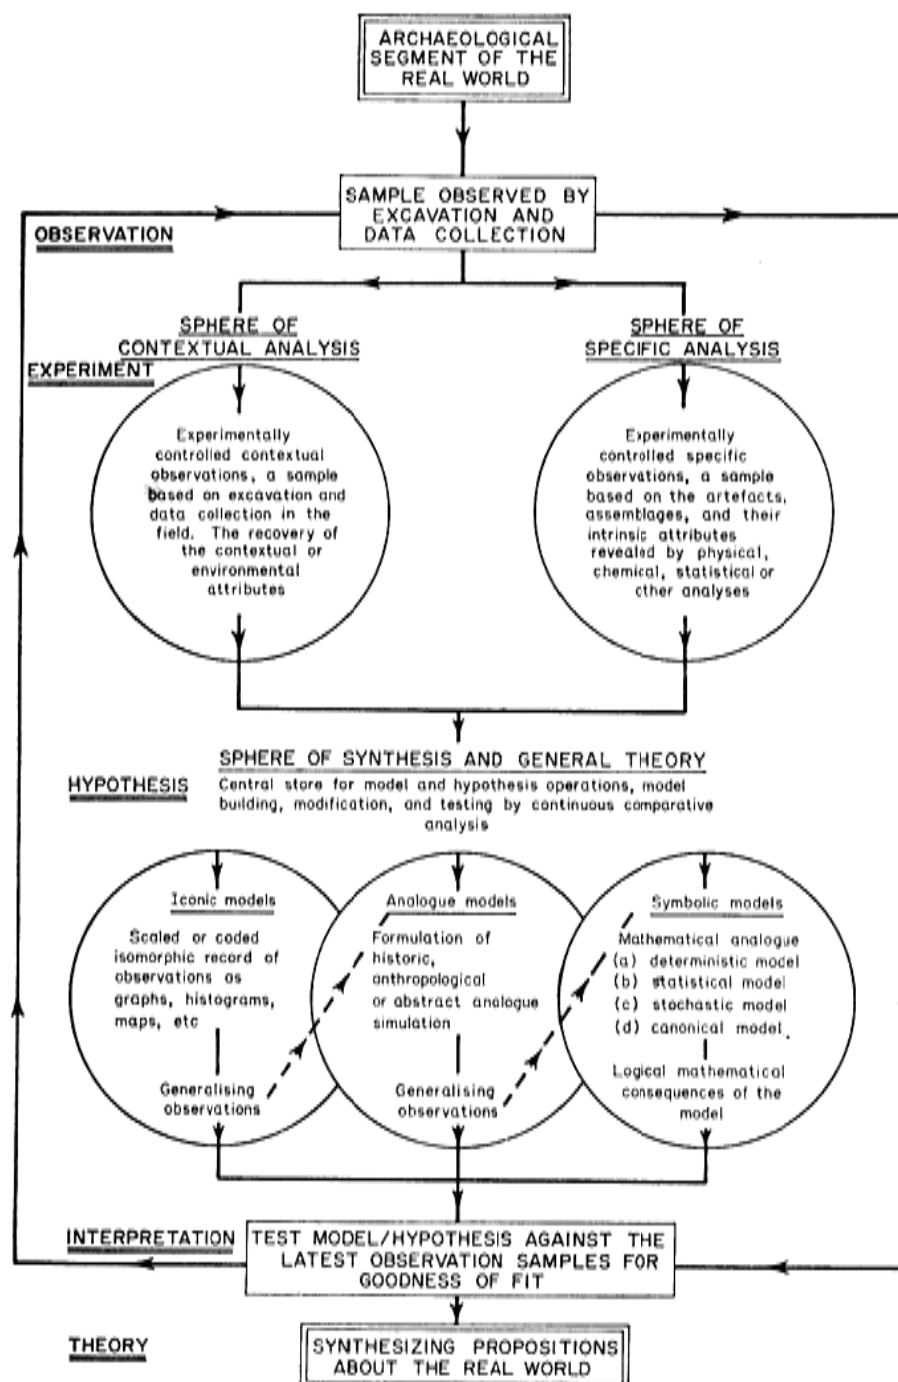 ARCHAEOLOGICAL
SEGMENT OF THE
REAL WORLD
SAMPLE OBSERVED BY
EXCAVATION AND
DATA COLLECTION
OBSERVATION
SPHERE OF
CONTEXTUAL ANALYSIS
SPHERE OF
SPECIFIC ANALYSIS
EXPERIMENT
Experimentally
controlled contextual
observations, a sample
based on excavation and
data collection in the
field. The recovery of
the contextual or
environmental
attributes
Experimentally
controlled specific
observations, a sample
based on the artefacts,
assemblages, and their
intrinsic attributes
revealed by physical,
chemical, statistical or
other analyses
SPHERE OF SYNTHESIS AND GENERAL THEORY
HYPOTHESIS
Central store for model and hypothesis operations, model
building, modification, and testing by continuous comparative
analysis
Iconic models
Scaled or coded
isomorphic record of
observations as
graphs, histograms,
maps, etc
Generalising
observations
Analogue models
Formulation of
historic,
anthropological
or abstract analogue
simulation
Generalising
observations
Symbolic models
Mathematical analogue
(a) deterministic model
(b) statistical model
(c) stochastic model
(d) canonical model
Logical mathematical
consequences of the
model
INTERPRETATION
TEST MODEL/HYPOTHESIS AGAINST THE
LATEST OBSERVATION SAMPLES FOR
GOODNESS OF FIT
THEORY
SYNTHESIZING PROPOSITIONS
ABOUT THE REAL WORLD